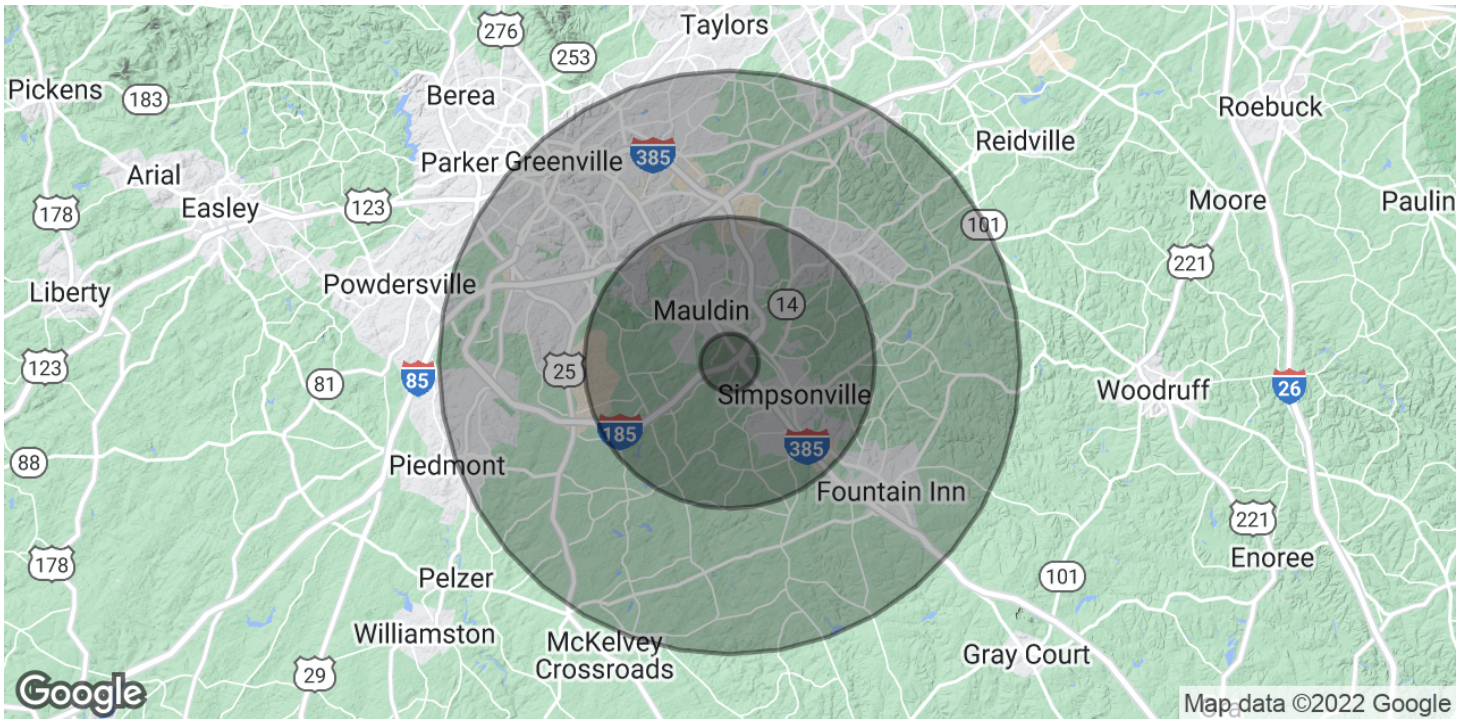 Taylors
276
253
Pickens
183
Berea
Roebuck
Reidville
385
Parker
Greenville
Arial
Easley
178
123
Moore
Paulin
101
221
Powdersville
Liberty
Mauldin
14
123
81
85
25
Simpsonville
Woodruff
26
185
385
88
Piedmont
Fountain Inn
221
178
Pelzer
Enoree
101
Williamston
McKelvey
Crossroads
Gray Court
29
Google
Map data ©2022 Google